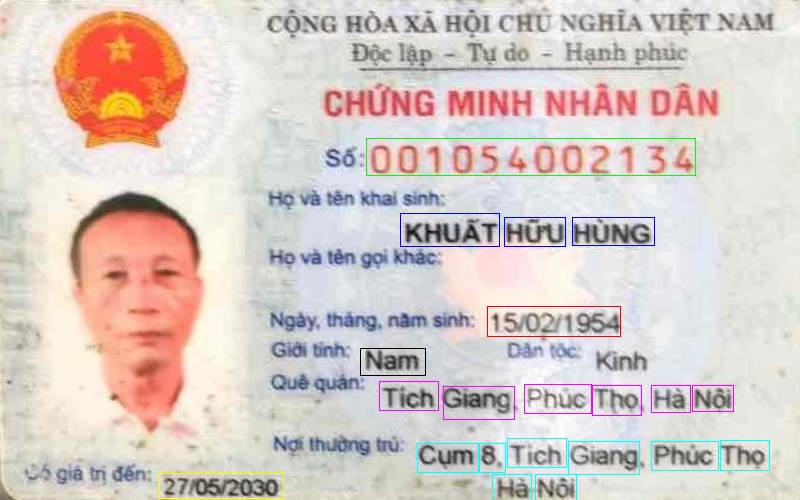 CỘNG HÒA XÃ HỘI CHỦ NGHĨA VIỆT NAM
Độc lập - Tự do - Hạnh phúc
CHỨNG MINH NHÂN DÂN
Số: 001054002134
Họ và tên khai sinh:
KHUẤT HỮU HÙNG
Họ và tên gọi khác:
Ngày, tháng, năm sinh: 15/02/1954
Giới tính: Nam Dân tộc: Kinh
Quê quán: Tích Giang, Phúc Thọ, Hà Nội
Nơi thường trú: Cụm 8, Tích Giang, Phúc Thọ
Hà Nội
Có giá trị đến: 27/05/2030